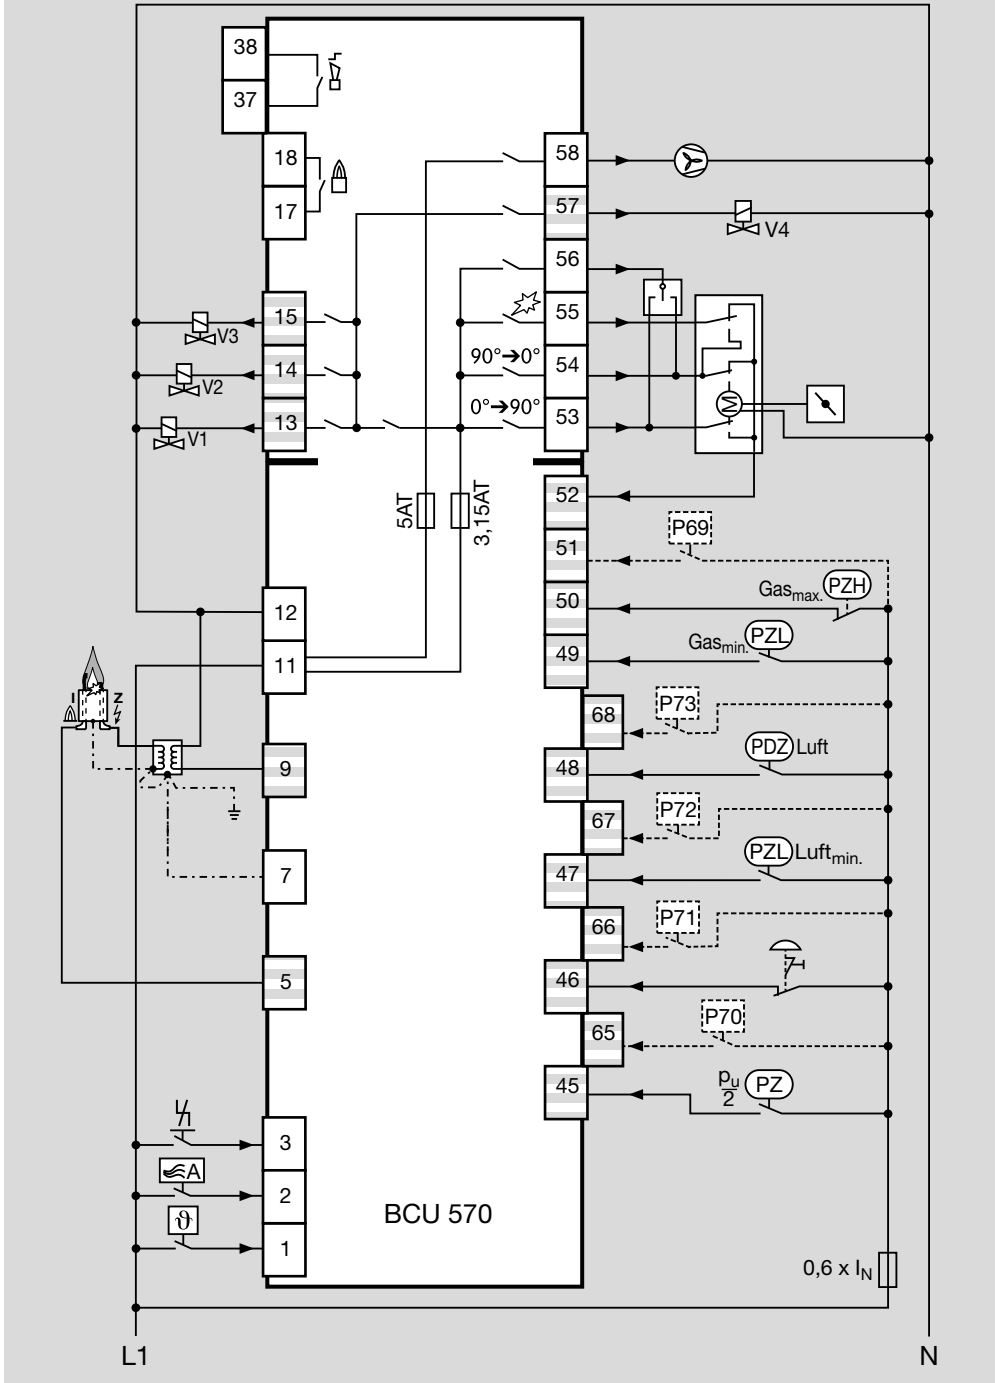 38
37
18
58
17
57
V4
56
15
V3
55
90°→0°
14
54
V2
M
0°→90°
13
53
V1
5AT
3,15AT
52
P69
51
PZH
Gasmax.
12
50
PZL
Gasmin.
11
49
I
Z
68
P73
9
48
PDZ
Luft
67
P72
7
47
PZL
Luftmin.
66
P71
5
46
65
P70
45
pu
2
PZ
3
A
2
ϑ
1
BCU 570
0,6 x IN
L1
N